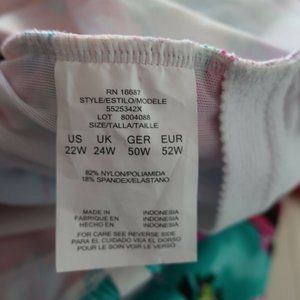 RN 16687
STYLE/ESTILO/MODELE
5525342X
LOT 8004088
SIZE/TALLA/TAILLE
US UK GER EUR
22W 24W 50W 52W
82% NYLON/POLIAMIDA
18% SPANDEX/ELASTANO
MADE IN INDONESIA
FABRIQUE EN INDONESIE
HECHO EN INDONESIA
FOR CARE SEE REVERSE SIDE
PARA EL CUIDADO VEA EL DORSO
POUR LE SOIN VOIR LE VERSO